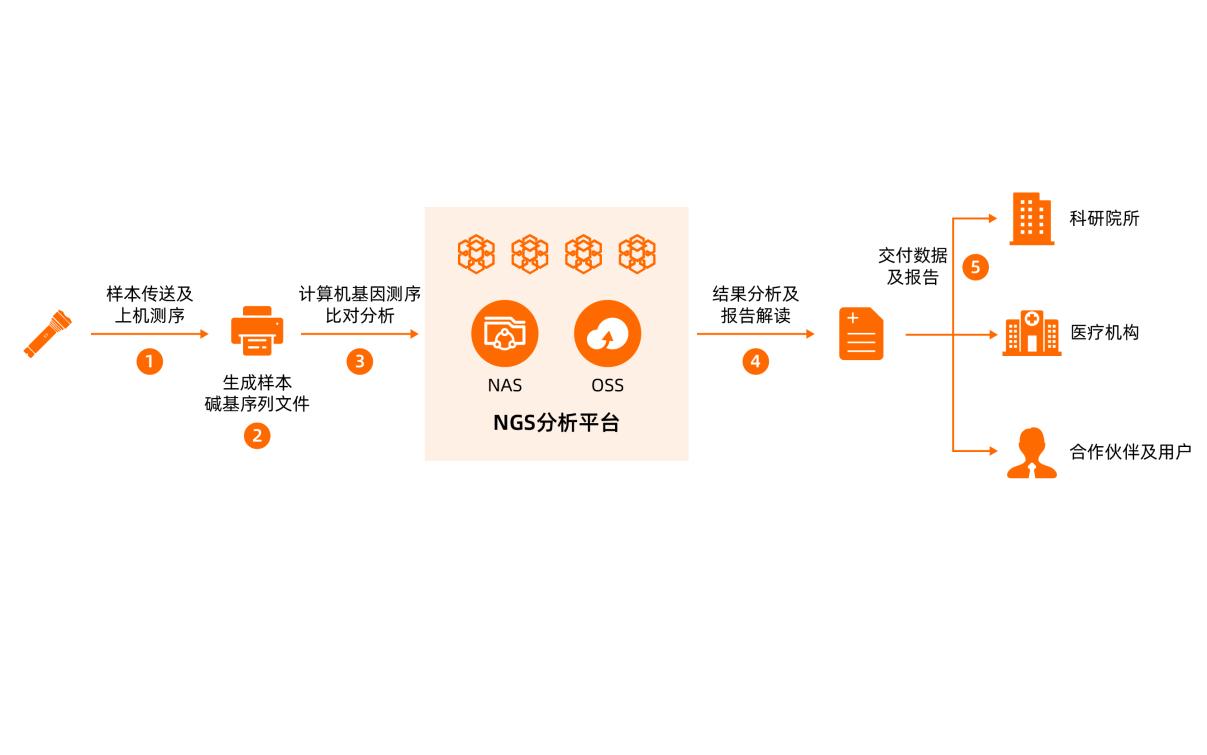 样本传送及
上机测序
1
生成样本
碱基序列文件
2
计算机基因测序
比对分析
3
NAS
OSS
NGS分析平台
结果分析及
报告解读
4
交付数据
及报告
5
科研院所
医疗机构
合作伙伴及用户